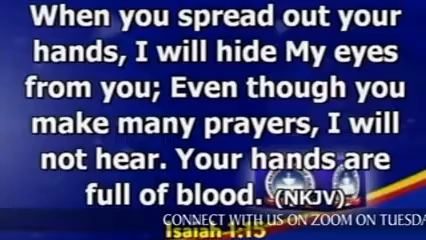 When you spread out your
hands, I will hide My eyes
from you; Even though you
make many prayers, I will
not hear. Your hands are
full of blood. (NKJV)
CONNECT WITH US ON ZOOM ON TUESDA
Isaiah 1:15